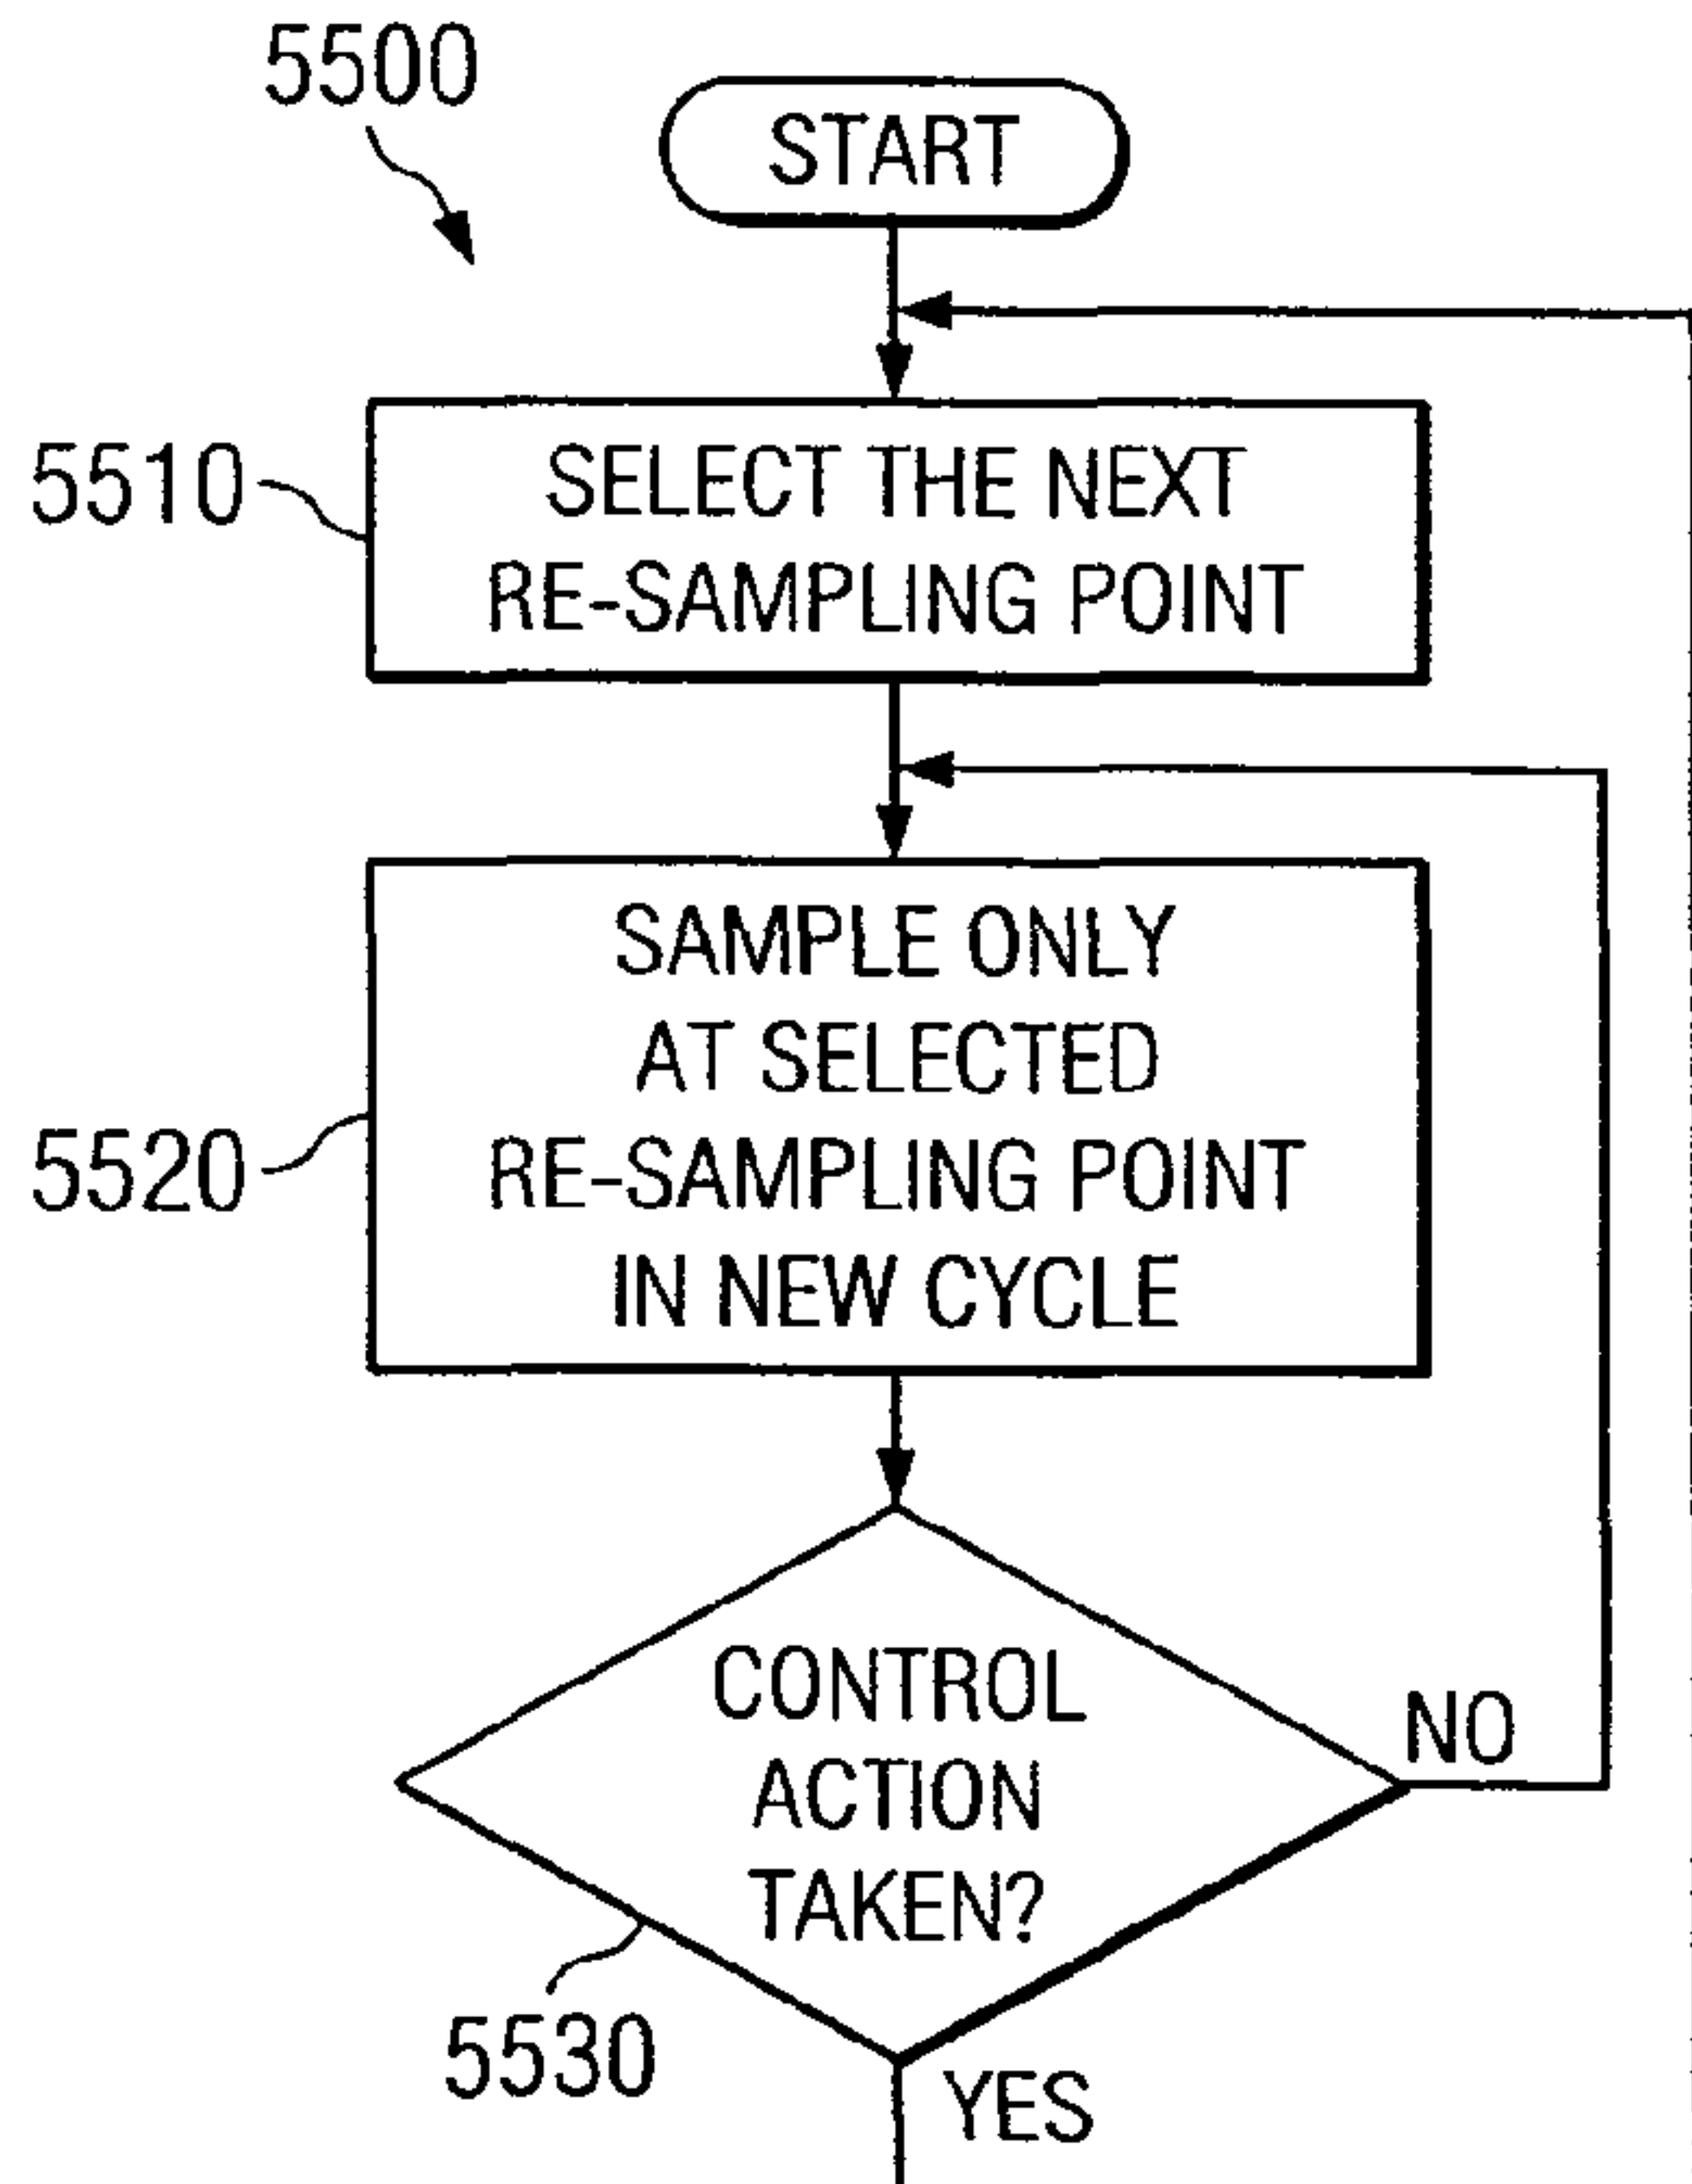 5500
START
5510
SELECT THE NEXT
RE-SAMPLING POINT
5520
SAMPLE ONLY
AT SELECTED
RE-SAMPLING POINT
IN NEW CYCLE
CONTROL
ACTION
TAKEN?
NO
5530
YES